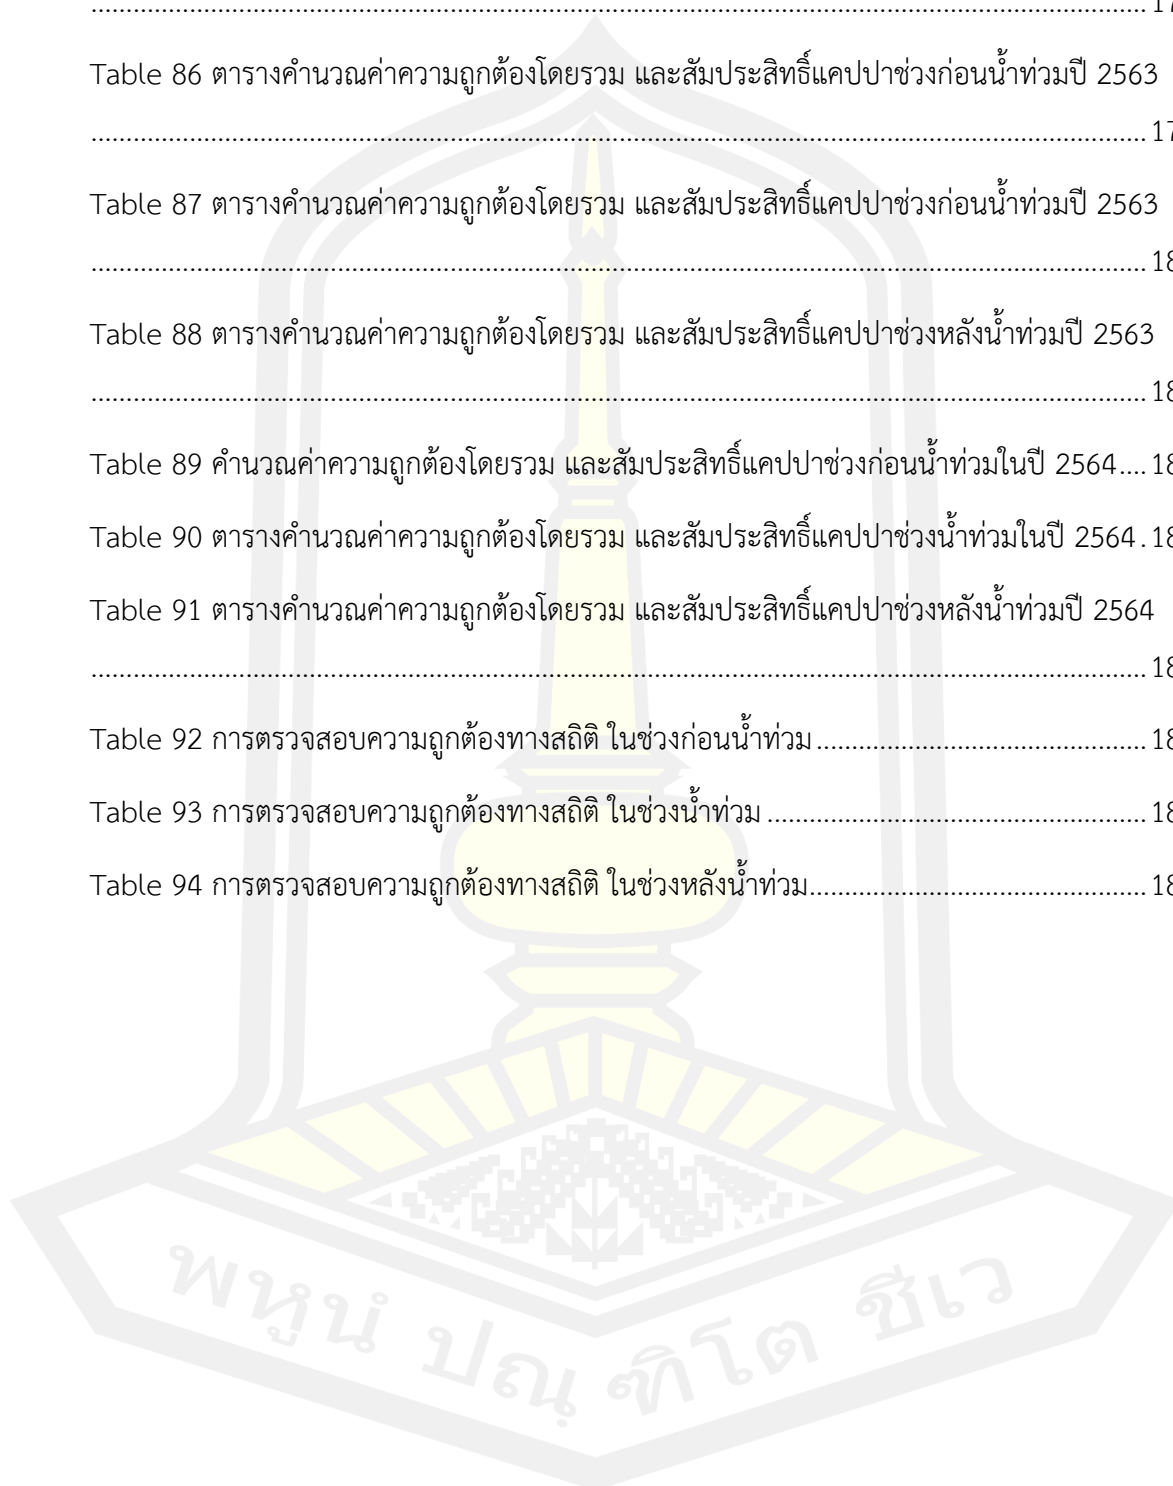 ........................................................................................................................................................ 17
Table 86 ตารางคำนวณค่าความถูกต้องโดยรวม และสัมประสิทธิ์แคปปาช่วงก่อนน้ำท่วมปี 2563
........................................................................................................................................................ 17
Table 87 ตารางคำนวณค่าความถูกต้องโดยรวม และสัมประสิทธิ์แคปปาช่วงก่อนน้ำท่วมปี 2563
........................................................................................................................................................ 18
Table 88 ตารางคำนวณค่าความถูกต้องโดยรวม และสัมประสิทธิ์แคปปาช่วงหลังน้ำท่วมปี 2563
........................................................................................................................................................ 18
Table 89 คำนวณค่าความถูกต้องโดยรวม และสัมประสิทธิ์แคปปาช่วงก่อนน้ำท่วมในปี 2564.... 18
Table 90 ตารางคำนวณค่าความถูกต้องโดยรวม และสัมประสิทธิ์แคปปาช่วงน้ำท่วมในปี 2564. 18
Table 91 ตารางคำนวณค่าความถูกต้องโดยรวม และสัมประสิทธิ์แคปปาช่วงหลังน้ำท่วมปี 2564
........................................................................................................................................................ 18
Table 92 การตรวจสอบความถูกต้องทางสถิติ ในช่วงก่อนน้ำท่วม............................................... 18
Table 93 การตรวจสอบความถูกต้องทางสถิติ ในช่วงน้ำท่วม ...................................................... 18
Table 94 การตรวจสอบความถูกต้องทางสถิติ ในช่วงหลังน้ำท่วม................................................ 18
พหูนํ ปณฺฑิโต ชีเว